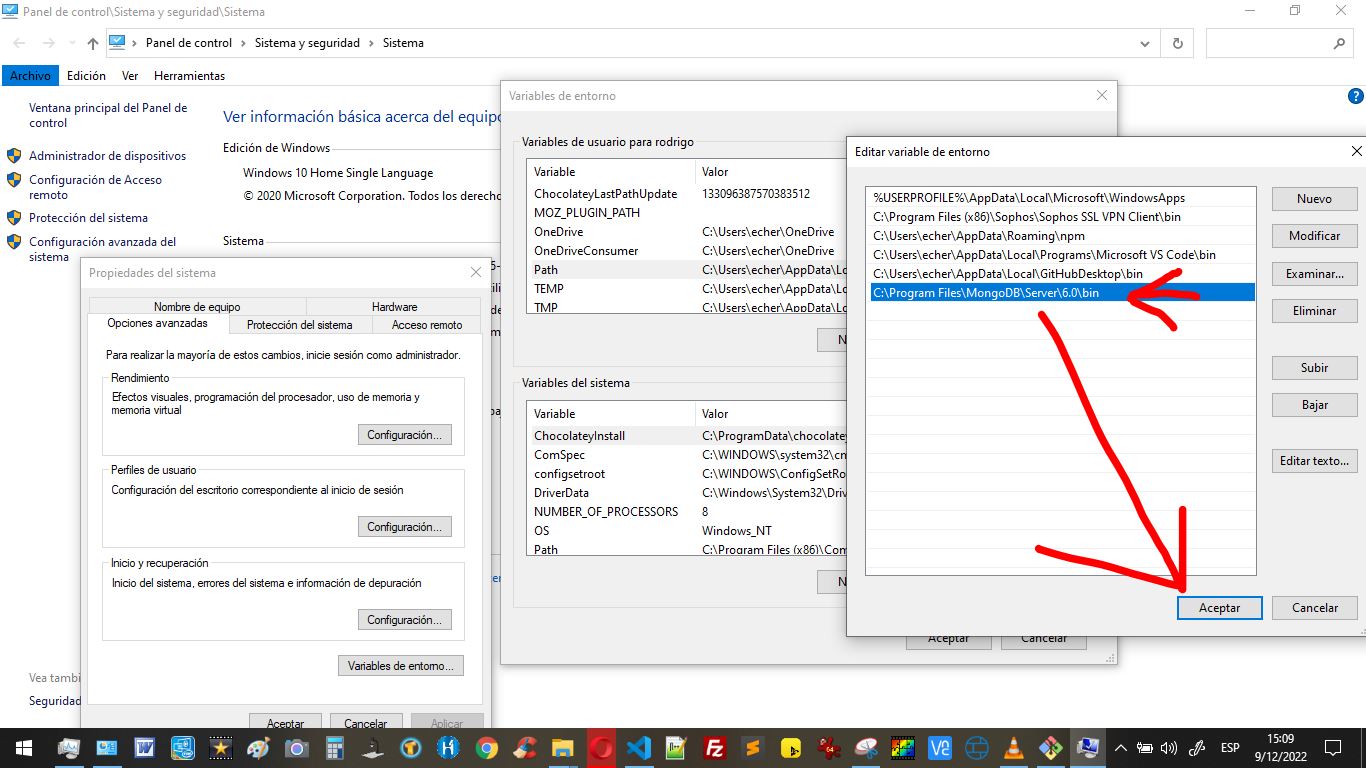 Panel de control\Sistema y seguridad\Sistema
Panel de control > Sistema y seguridad > Sistema
Archivo Edición Ver Herramientas
Ventana principal del Panel de
control
Administrador de dispositivos
Configuración de Acceso
remoto
Protección del sistema
Configuración avanzada del
sistema
Vea tambi
Seguridad
Ver información básica acerca del equipo
Edición de Windows
Windows 10 Home Single Language
© 2020 Microsoft Corporation. Todos los derecho
Sistema
Propiedades del sistema
Nombre de equipo Hardware
Opciones avanzadas Protección del sistema Acceso remoto
Para realizar la mayoría de estos cambios, inicie sesión como administrador.
Rendimiento
Efectos visuales, programación del procesador, uso de memoria y
memoria virtual
Configuración...
Perfiles de usuario
Configuración del escritorio correspondiente al inicio de sesión
Configuración...
Inicio y recuperación
Inicio del sistema, errores del sistema e información de depuración
Configuración...
Variables de entorno...
Aceptar Cancelar Aplicar
Variables de entorno
Variables de usuario para rodrigo
Variable Valor
ChocolateyLastPathUpdate 133096387570383512
MOZ_PLUGIN_PATH
OneDrive C:\Users\echer\OneDrive
OneDriveConsumer C:\Users\echer\OneDrive
Path C:\Users\echer\AppData\Lo
TEMP C:\Users\echer\AppData\Lo
TMP C:\Users\echer\AppData\Lo
N
Variables del sistema
Variable Valor
ChocolateyInstall C:\ProgramData\chocolatey
ComSpec C:\WINDOWS\system32\cm
configsetroot C:\WINDOWS\ConfigSetRo
DriverData C:\Windows\System32\Driv
NUMBER_OF_PROCESSORS 8
OS Windows_NT
Path C:\Program Files (x86)\Com
N
Aceptar Cancelar
Editar variable de entorno
%USERPROFILE%\AppData\Local\Microsoft\WindowsApps
C:\Program Files (x86)\Sophos\Sophos SSL VPN Client\bin
C:\Users\echer\AppData\Roaming\npm
C:\Users\echer\AppData\Local\Programs\Microsoft VS Code\bin
C:\Users\echer\AppData\Local\GitHubDesktop\bin
C:\Program Files\MongoDB\Server\6.0\bin
Nuevo
Modificar
Examinar...
Eliminar
Subir
Bajar
Editar texto...
Aceptar Cancelar
ESP
15:09
9/12/2022